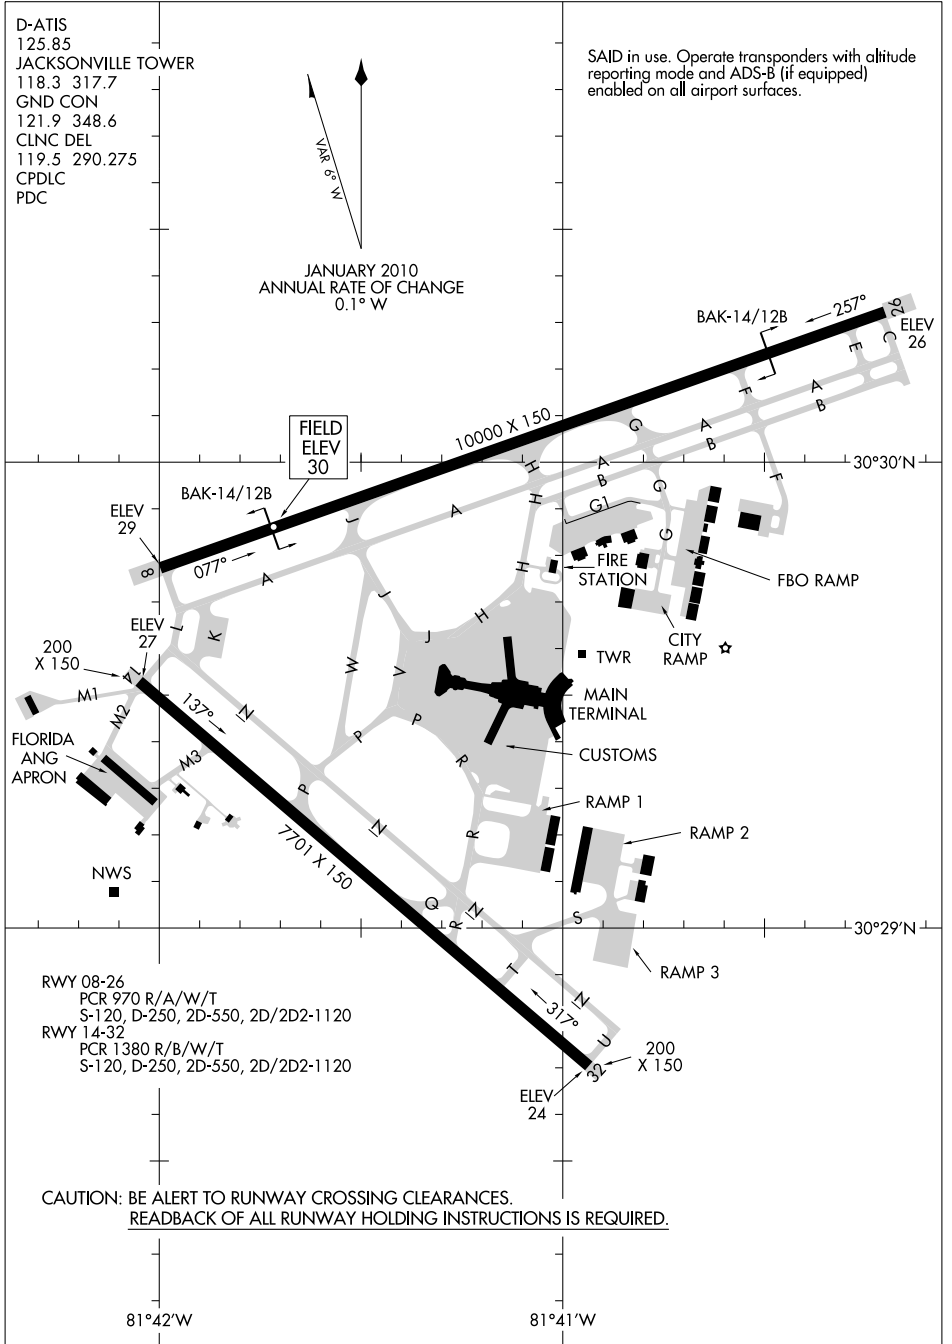 D-ATIS
125.85
JACKSONVILLE TOWER
118.3 317.7
GND CON
121.9 348.6
CLNC DEL
119.5 290.275
CPDLC
PDC
SAID in use. Operate transponders with altitude
reporting mode and ADS-B (if equipped)
enabled on all airport surfaces.
VAR 6° W
JANUARY 2010
ANNUAL RATE OF CHANGE
0.1° W
BAK-14/12B
257°
26
ELEV
26
C
E
A
B
F
10000 X 150
G
A
B
FIELD
ELEV
30
H
A
B
F
30°30'N
BAK-14/12B
H
G
G1
A
J
ELEV
29
G
077°
8
A
H
FIRE
STATION
FBO RAMP
J
H
J
L
K
ELEV
27
CITY
RAMP
200
X 150
14
W
V
TWR
M1
M2
137°
N
MAIN
TERMINAL
P
P
FLORIDA
ANG
APRON
M3
R
CUSTOMS
P
RAMP 1
N
R
RAMP 2
7701 X 150
NWS
Q
N
R
S
30°29'N
T
RAMP 3
N
317°
U
RWY 08-26
PCR 970 R/A/W/T
S-120, D-250, 2D-550, 2D/2D2-1120
RWY 14-32
PCR 1380 R/B/W/T
S-120, D-250, 2D-550, 2D/2D2-1120
200
X 150
32
ELEV
24
CAUTION: BE ALERT TO RUNWAY CROSSING CLEARANCES.
READBACK OF ALL RUNWAY HOLDING INSTRUCTIONS IS REQUIRED.
81°42'W
81°41'W